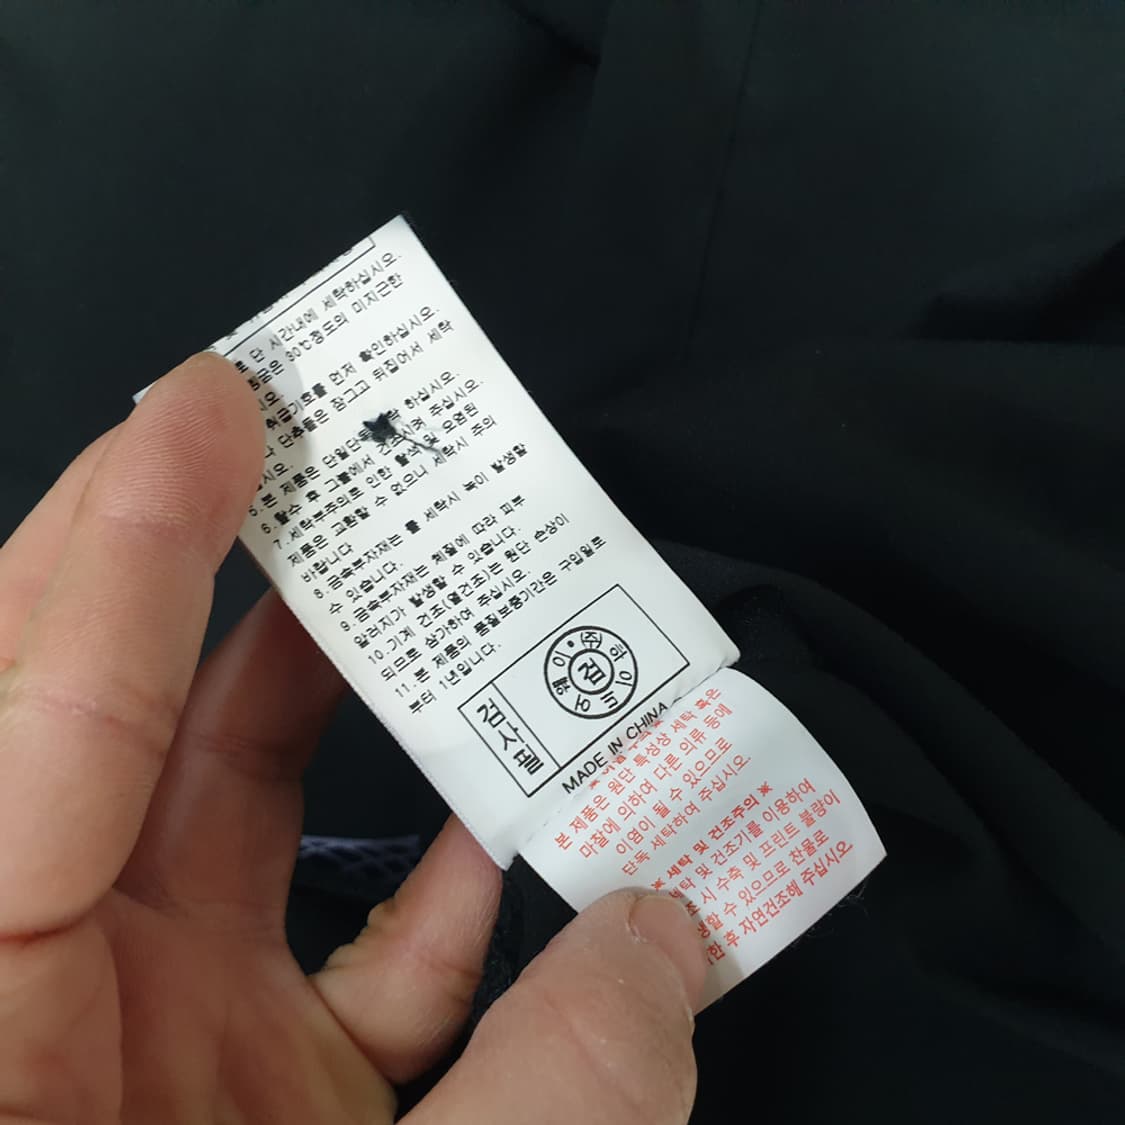 단 시간내에 세탁하십시오.
30℃정도의 미지근한
취급기호를 먼저 확인하십시오.
단추들은 잠그고 뒤집어서 세탁
5.본 제품은 단일단독 하십시오.
6.탈수 후 그늘에서 건조시켜 주십시오.
7.세탁부주의로 인한 탈색 및 오염된
제품은 교환할 수 없으니 세탁시 주의
바랍니다
8.금속부자재는 물 세탁시 녹이 발생할
수 있습니다.
9.금속부자재는 체질에 따라 피부
알러지가 발생할 수 있습니다.
10.기계 건조(열건조)는 원단 손상이
되므로 삼가하여 주십시오.
11.본 제품의 품질보증기간은 구입일로
부터 1년입니다.
검사필
검
MADE IN CHINA
본 제품은 원단 특성상 세탁 혹은
마찰에 의하여 다른 의류 등에
이염이 될 수 있으므로
단독 세탁하여 주십시오.
※세탁 및 건조주의※
세탁 및 건조기를 이용하여
시 수축 및 프린트 불량이
할 수 있으므로 찬물로
한 후 자연건조해 주십시오